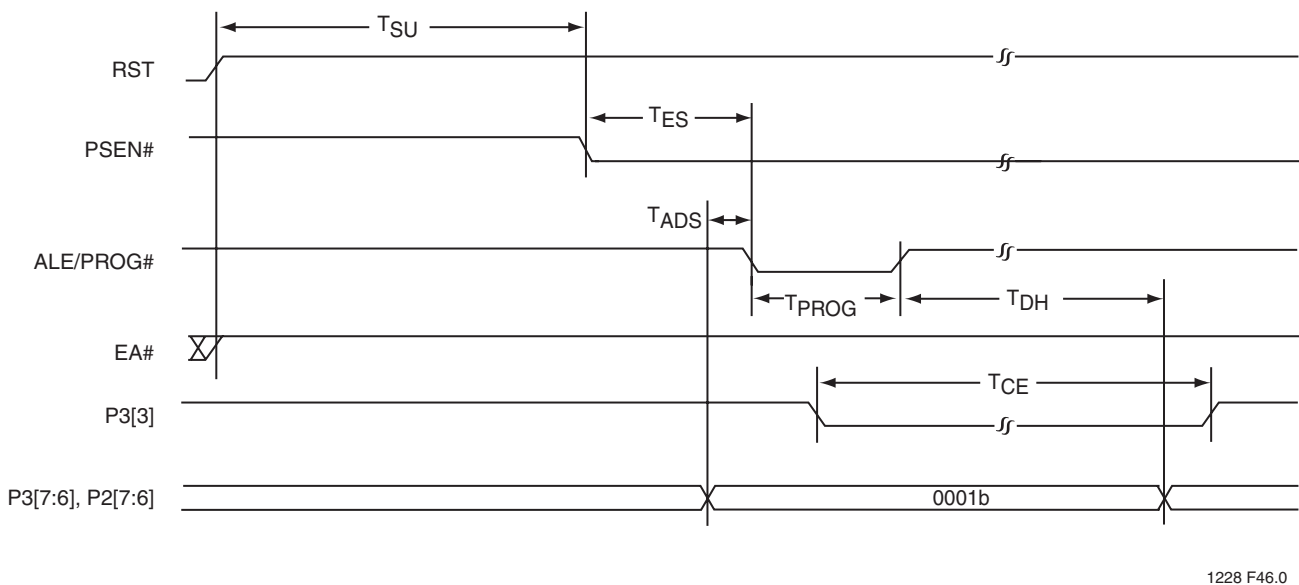 TSU
RST
TES
PSEN#
TADS
ALE/PROG#
TPROG
TDH
EA#
TCE
P3[3]
P3[7:6], P2[7:6]
0001b
1228 F46.0